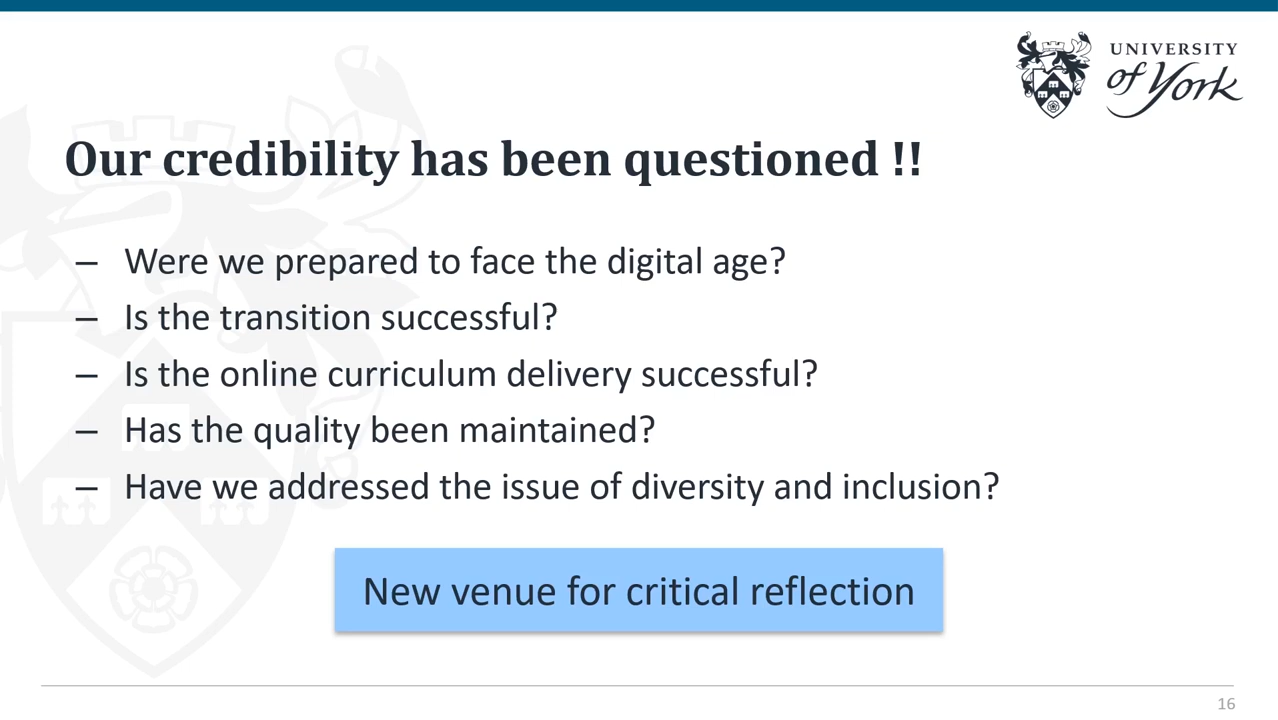 UNIVERSITY
of York
Our credibility has been questioned !!
– Were we prepared to face the digital age?
– Is the transition successful?
– Is the online curriculum delivery successful?
– Has the quality been maintained?
– Have we addressed the issue of diversity and inclusion?
New venue for critical reflection
16